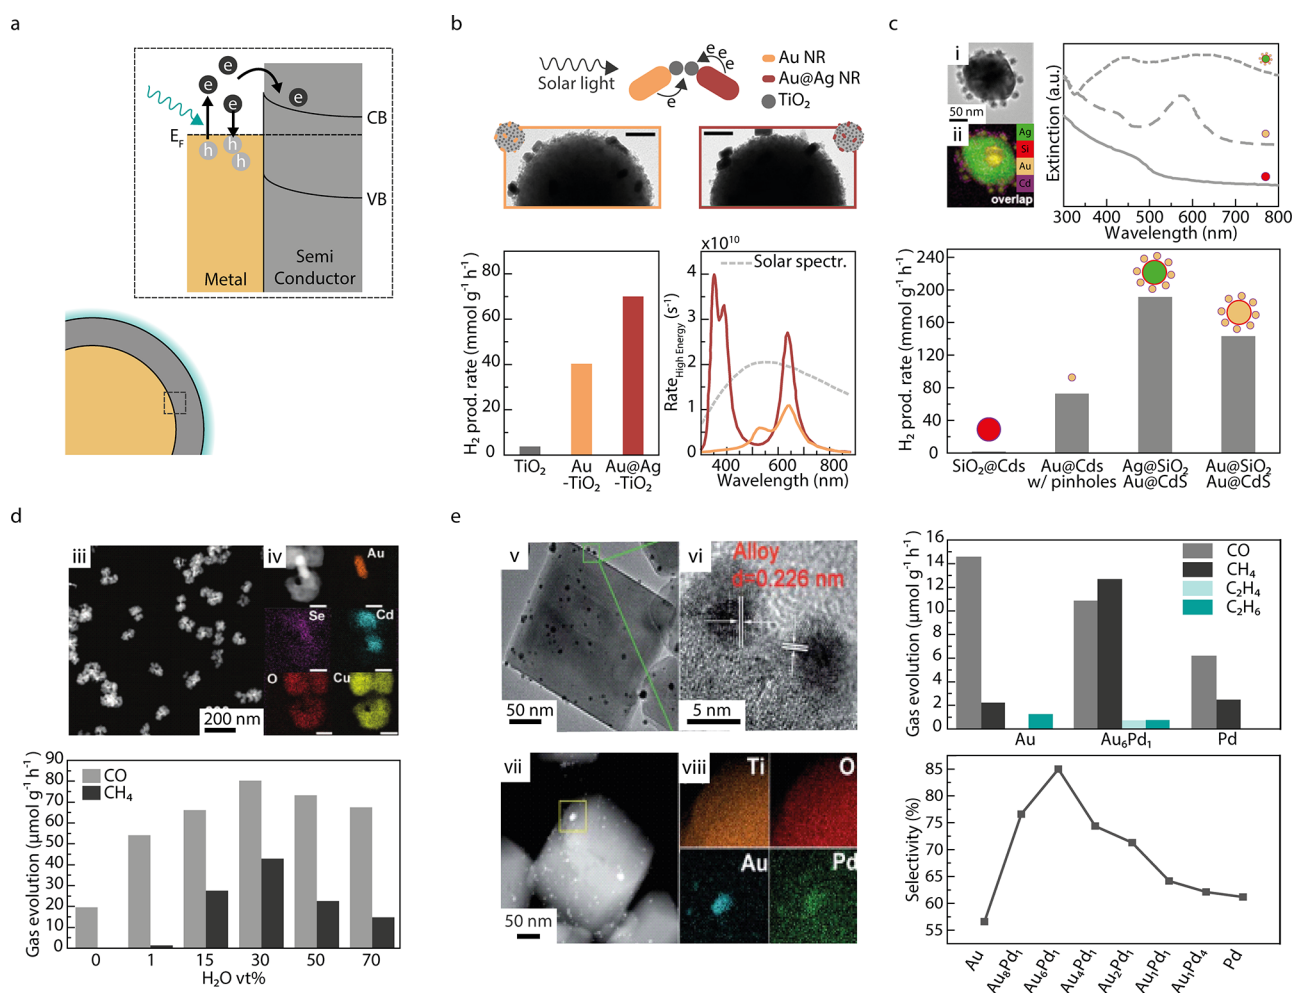 a
e
e
e
e
CB
E_F
h
h
h
VB
Metal
Semi
Conductor
b
Solar light
e
e
e
e
Au NR
Au@Ag NR
TiO₂
H₂ prod. rate (mmol g⁻¹ h⁻¹)
80
60
40
20
0
TiO₂
Au
-TiO₂
Au@Ag
-TiO₂
x10¹⁰
Solar spectr.
Rate_High Energy (s⁻¹)
4
3
2
1
0
400
600
800
Wavelength (nm)
c
i
50 nm
ii
Ag
Si
Au
Cd
overlap
Extinction (a.u.)
300
400
500
600
700
800
Wavelength (nm)
H₂ prod. rate (mmol g⁻¹ h⁻¹)
240
200
160
120
80
40
0
SiO₂@Cds
Au@Cds
w/ pinholes
Ag@SiO₂
Au@CdS
Au@SiO₂
Au@CdS
d
iii
200 nm
iv
Au
Se
Cd
O
Cu
Gas evolution (μmol g⁻¹ h⁻¹)
90
80
70
60
50
40
30
20
10
0
CO
CH₄
0
1
15
30
50
70
H₂O vt%
e
v
50 nm
vi
Alloy
d=0.226 nm
5 nm
vii
50 nm
viii
Ti
O
Au
Pd
Gas evolution (μmol g⁻¹ h⁻¹)
16
14
12
10
8
6
4
2
0
CO
CH₄
C₂H₄
C₂H₆
Au
Au₆Pd₁
Pd
Selectivity (%)
85
80
75
70
65
60
55
Au
Au₈Pd₁
Au₆Pd₁
Au₄Pd₁
Au₂Pd₁
Au₁Pd₁
Au₁Pd₄
Pd